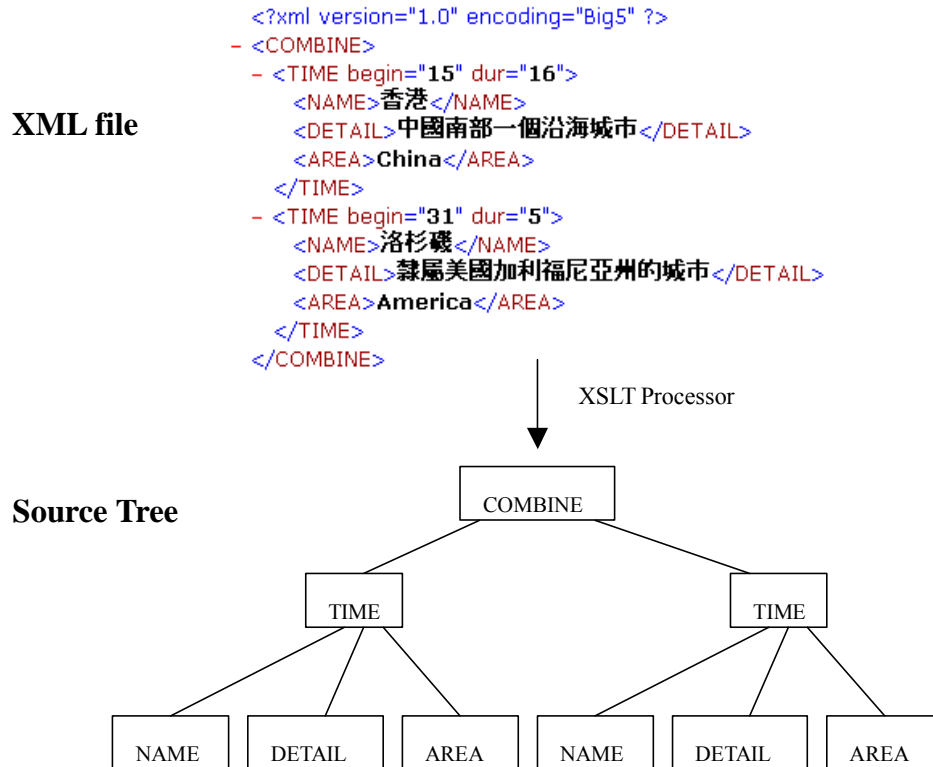 <?xml version="1.0" encoding="Big5" ?>
- <COMBINE>
- <TIME begin="15" dur="16">
<NAME>香港</NAME>
XML file
<DETAIL>中國南部一個沿海城市</DETAIL>
<AREA>China</AREA>
</TIME>
- <TIME begin="31" dur="5">
<NAME>洛杉磯</NAME>
<DETAIL>隸屬美國加利福尼亞州的城市</DETAIL>
<AREA>America</AREA>
</TIME>
</COMBINE>
XSLT Processor
Source Tree
COMBINE
TIME TIME
NAME DETAIL AREA NAME DETAIL AREA